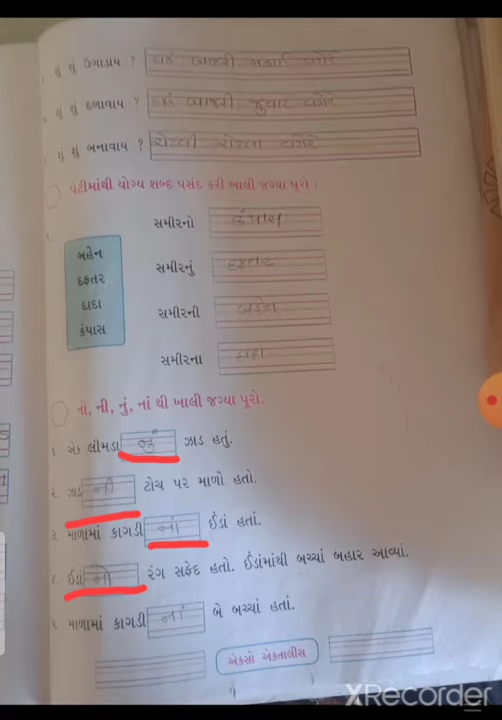 ૧. શું શું ઉગાડાય ? ઘઉં બાજરી, મકાઈ વગેરે
શું શું દળાવાય ? ઘઉં બાજરી, જુવાર વગેરે
શું શું બનાવાય ? રોટલી રોટલા વગેરે
પેટીમાંથી યોગ્ય શબ્દ પસંદ કરી ખાલી જગ્યા પૂરો :
૧.
બહેન
દફતર
દાદા
કંપાસ
સમીરનો કંપાસ
સમીરનું દફતર
સમીરની બહેન
સમીરના દાદા
નો, ની, નું, નાં થી ખાલી જગ્યા પૂરો.
૧. એક લીમડા નું ઝાડ હતું.
૨. ઝાડ ની ટોચ પર માળો હતો.
૩. માળામાં કાગડી નાં ઈંડાં હતાં.
૪. ઈંડાં નો રંગ સફેદ હતો. ઈંડાંમાંથી બચ્ચાં બહાર આવ્યાં.
૫. માળામાં કાગડી નાં બે બચ્ચાં હતાં.
એકસો એકતાલીસ
XRecorder